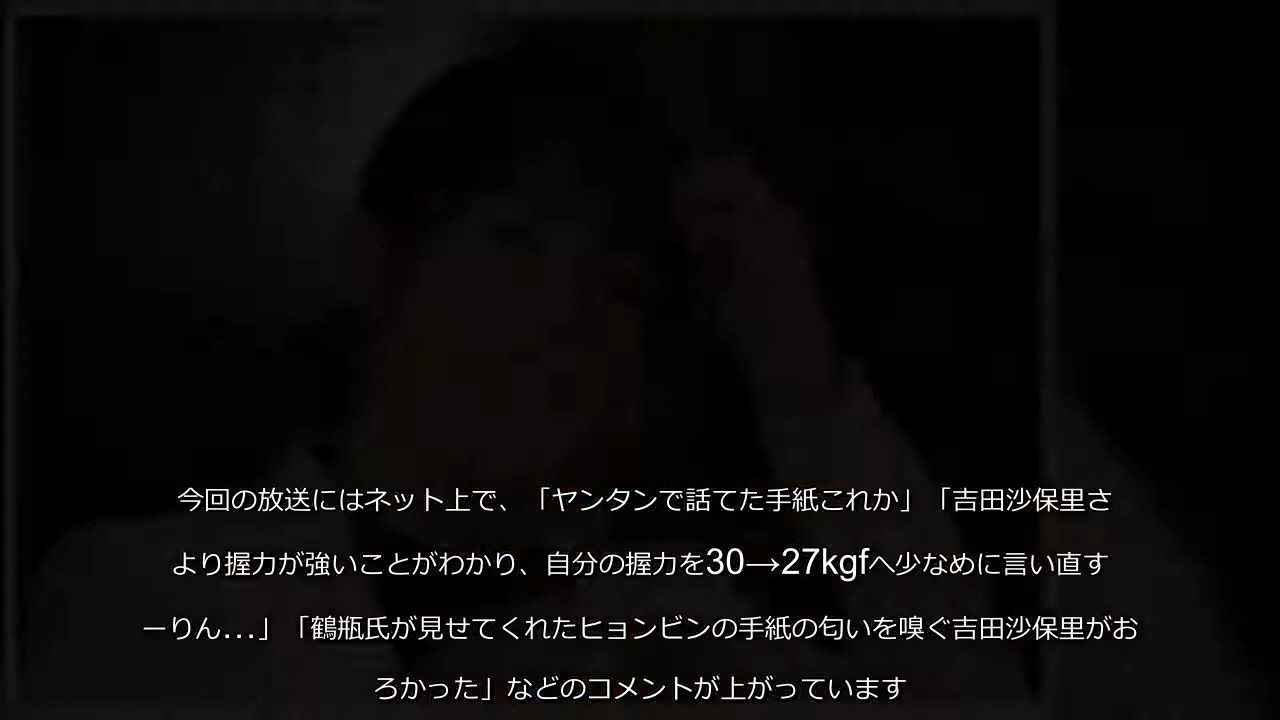 今回の放送にはネット上で、「ヤンタンで話てた手紙これか」「吉田沙保里さ
より握力が強いことがわかり、自分の握力を30→27kgfへ少なめに言い直す
ーりん...」「鶴瓶氏が見せてくれたヒョンビンの手紙の匂いを嗅ぐ吉田沙保里がお
ろかった」などのコメントが上がっています